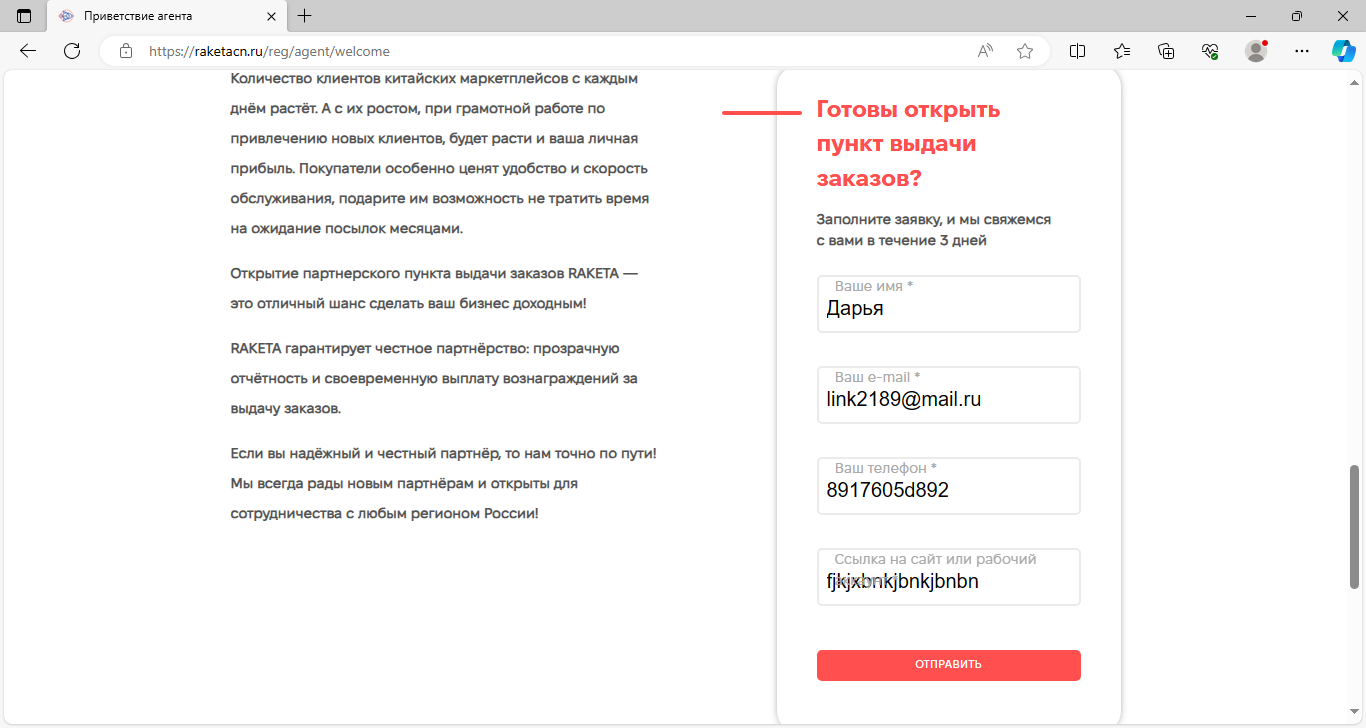 Приветствие агента
https://raketacn.ru/reg/agent/welcome
Количество клиентов китайских маркетплейсов с каждым
днём растёт. А с их ростом, при грамотной работе по
привлечению новых клиентов, будет расти и ваша личная
прибыль. Покупатели особенно ценят удобство и скорость
обслуживания, подарите им возможность не тратить время
на ожидание посылок месяцами.
Открытие партнерского пункта выдачи заказов RAKETA —
это отличный шанс сделать ваш бизнес доходным!
RAKETA гарантирует честное партнёрство: прозрачную
отчётность и своевременную выплату вознаграждений за
выдачу заказов.
Если вы надёжный и честный партнёр, то нам точно по пути!
Мы всегда рады новым партнёрам и открыты для
сотрудничества с любым регионом России!
Готовы открыть
пункт выдачи
заказов?
Заполните заявку, и мы свяжемся
с вами в течение 3 дней
Ваше имя *
Дарья
Ваш e-mail *
link2189@mail.ru
Ваш телефон *
8917605d892
Ссылка на сайт или рабочий
fjkjxbnkjbnkjbnbn
ОТПРАВИТЬ